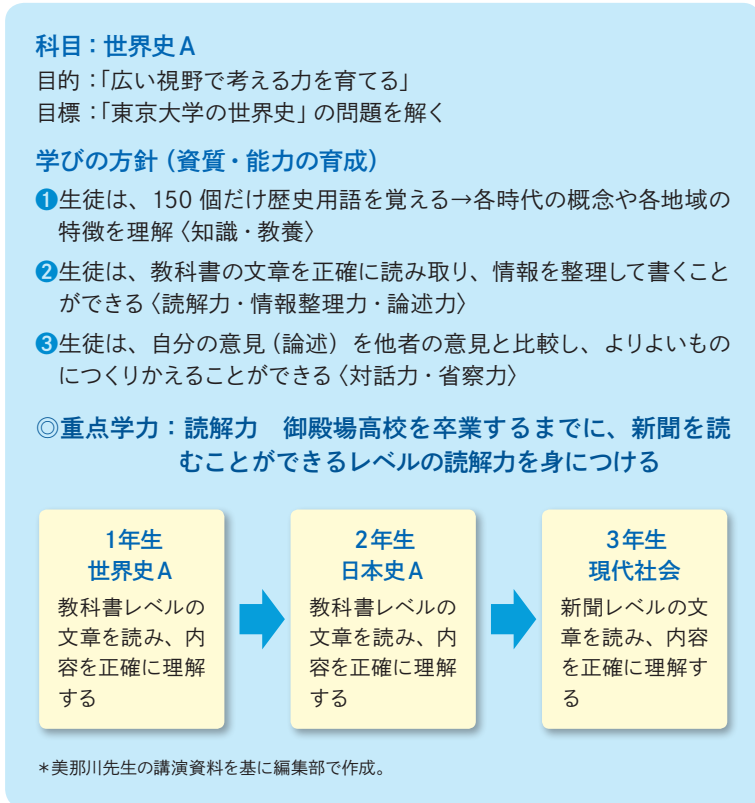 科目：世界史A
目的：「広い視野で考える力を育てる」
目標：「東京大学の世界史」の問題を解く
学びの方針（資質・能力の育成）
❶生徒は、150個だけ歴史用語を覚える→各時代の概念や各地域の
特徴を理解〈知識・教養〉
❷生徒は、教科書の文章を正確に読み取り、情報を整理して書くこと
ができる〈読解力・情報整理力・論述力〉
❸生徒は、自分の意見（論述）を他者の意見と比較し、よりよいもの
につくりかえることができる〈対話力・省察力〉
◎重点学力：読解力　御殿場高校を卒業するまでに、新聞を読
むことができるレベルの読解力を身につける
1年生
世界史A
教科書レベルの
文章を読み、内
容を正確に理解
する
2年生
日本史A
教科書レベルの
文章を読み、内
容を正確に理解
する
3年生
現代社会
新聞レベルの文
章を読み、内容
を正確に理解す
る
＊美那川先生の講演資料を基に編集部で作成。